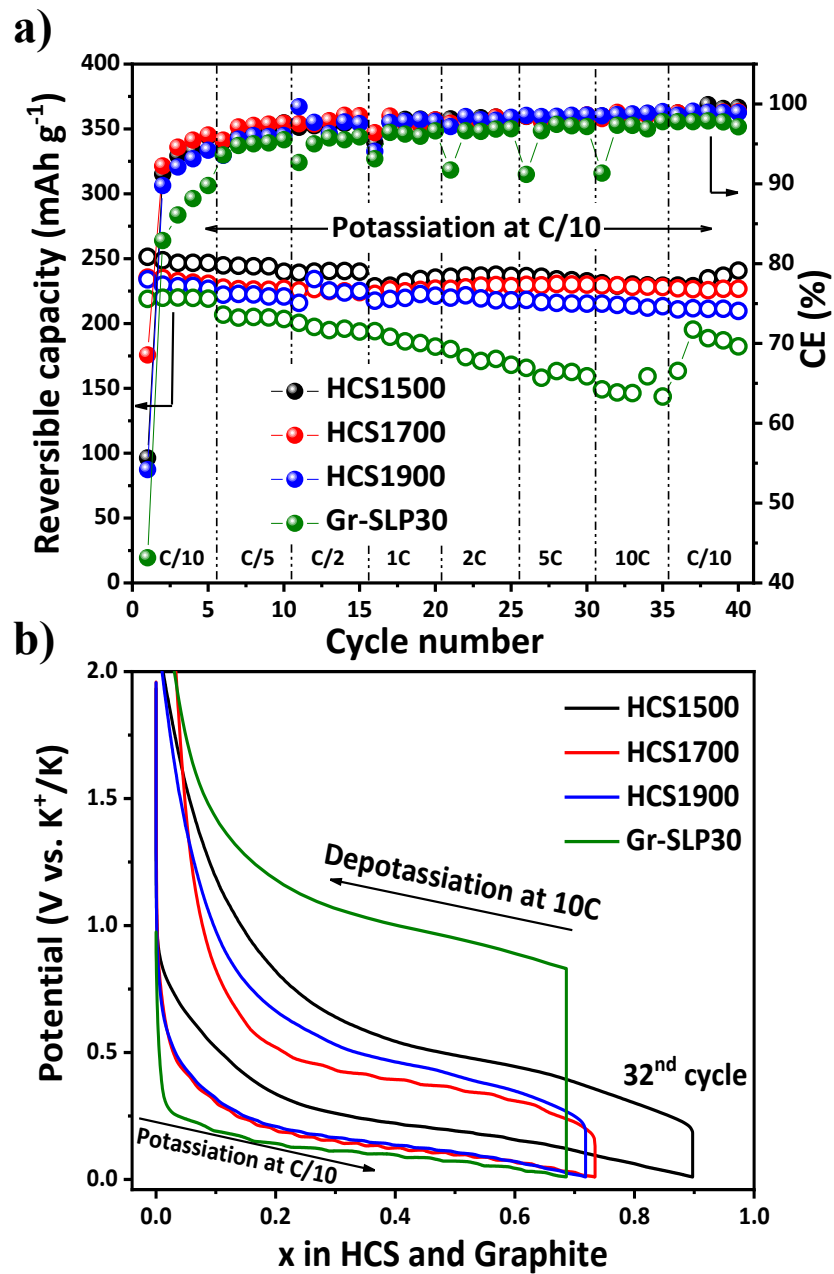 a)
400
350
300
250
200
150
100
50
0
Reversible capacity (mAh g⁻¹)
100
90
80
70
60
50
40
CE (%)
Potassiation at C/10
HCS1500
HCS1700
HCS1900
Gr-SLP30
C/10 C/5 C/2 1C 2C 5C 10C C/10
0 5 10 15 20 25 30 35 40
Cycle number
b)
2.0
1.5
1.0
0.5
0.0
Potential (V vs. K⁺/K)
HCS1500
HCS1700
HCS1900
Gr-SLP30
Depotassiation at 10C
32ⁿᵈ cycle
Potassiation at C/10
0.0 0.2 0.4 0.6 0.8 1.0
x in HCS and Graphite